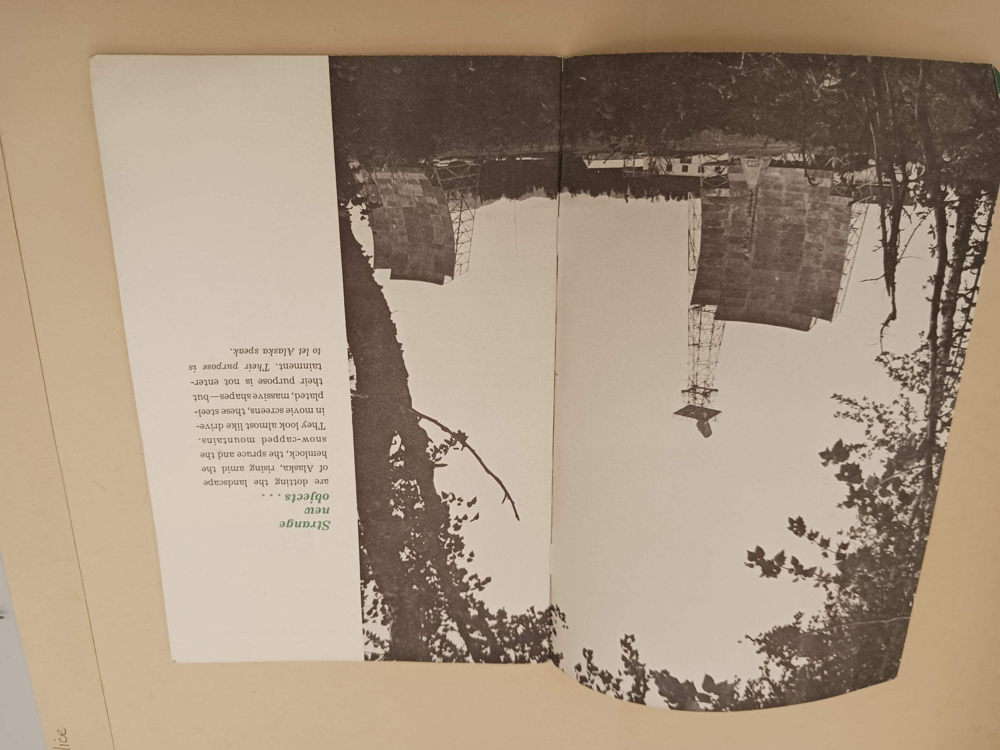 Strange
new
objects . . .
are dotting the landscape
of Alaska, rising amid the
hemlock, the spruce and the
snow-capped mountains.
They look almost like drive-
in movie screens, these steel-
plated, massive shapes—but
their purpose is not enter-
tainment. Their purpose is
to let Alaska speak.
lice